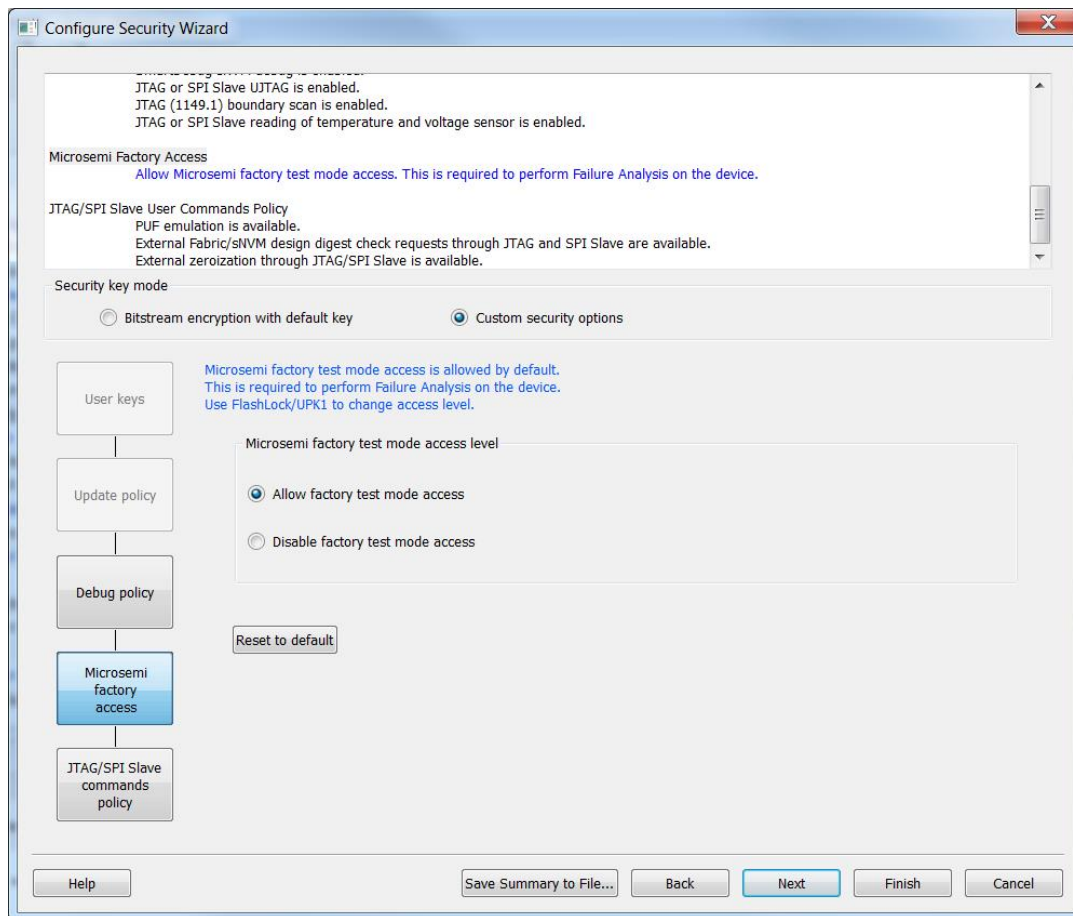 Configure Security Wizard
JTAG or SPI Slave UJTAG is enabled.
JTAG (1149.1) boundary scan is enabled.
JTAG or SPI Slave reading of temperature and voltage sensor is enabled.
Microsemi Factory Access
Allow Microsemi factory test mode access. This is required to perform Failure Analysis on the device.
JTAG/SPI Slave User Commands Policy
PUF emulation is available.
External Fabric/sNVM design digest check requests through JTAG and SPI Slave are available.
External zeroization through JTAG/SPI Slave is available.
Security key mode
Bitstream encryption with default key
Custom security options
User keys
Update policy
Debug policy
Microsemi
factory
access
JTAG/SPI Slave
commands
policy
Microsemi factory test mode access is allowed by default.
This is required to perform Failure Analysis on the device.
Use FlashLock/UPK1 to change access level.
Microsemi factory test mode access level
Allow factory test mode access
Disable factory test mode access
Reset to default
Help
Save Summary to File...
Back
Next
Finish
Cancel